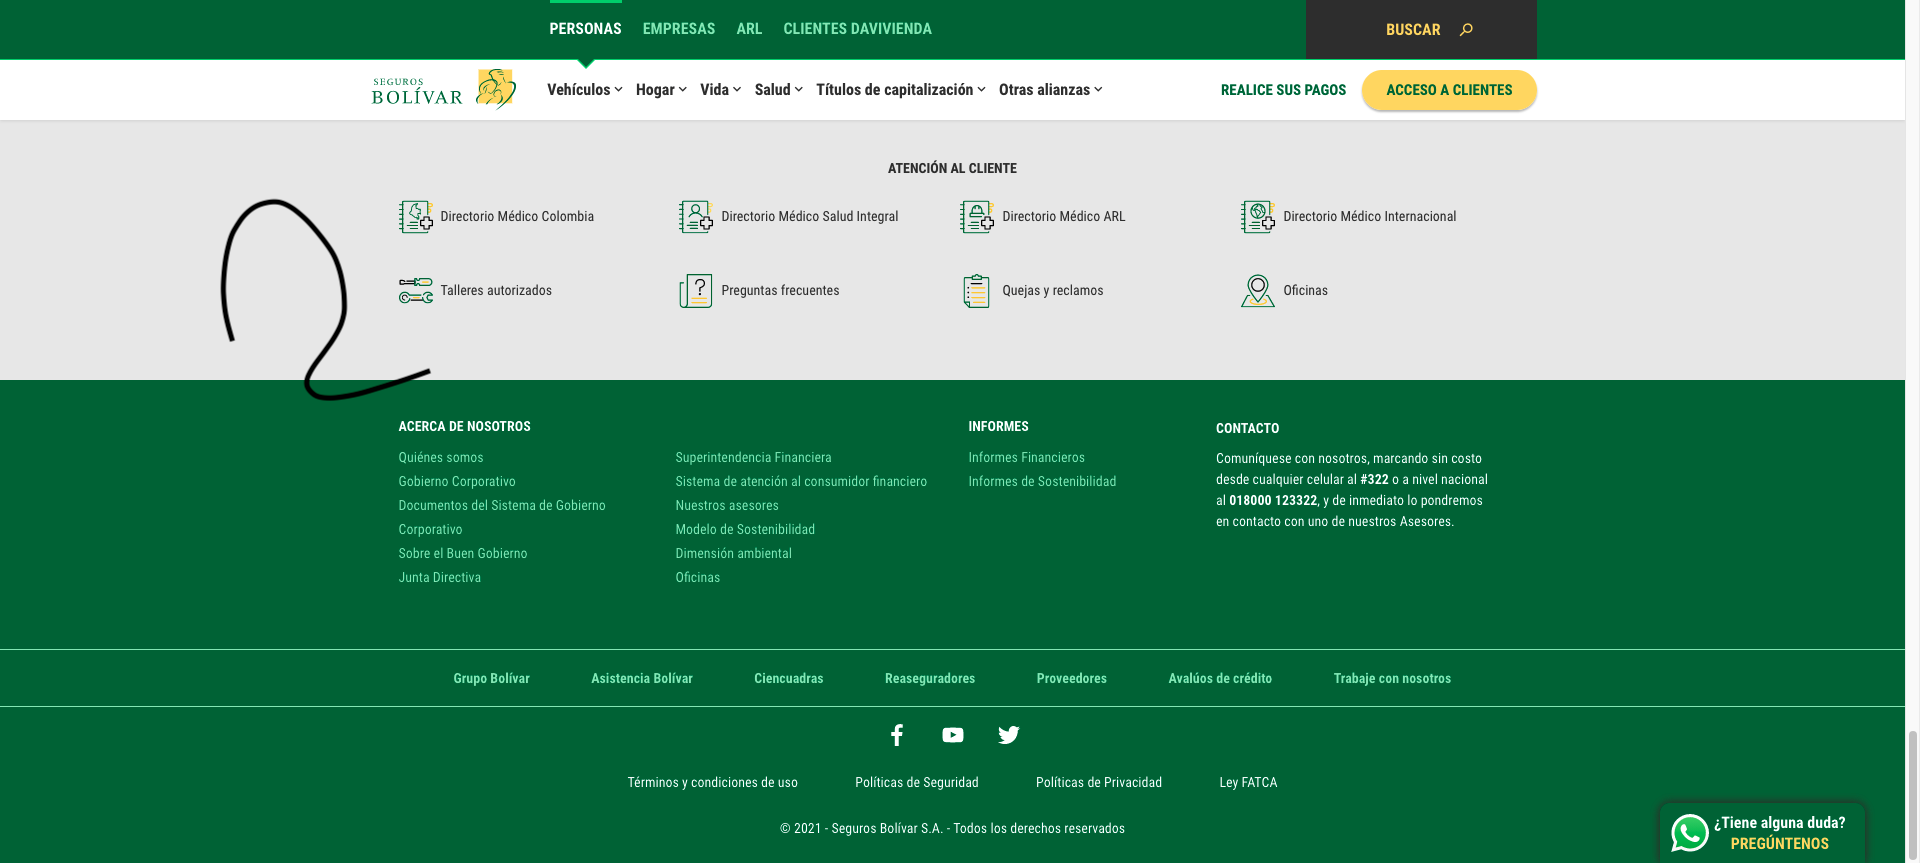 PERSONAS EMPRESAS ARL CLIENTES DAVIVIENDA BUSCAR
SEGUROS
BOLÍVAR
Vehículos Hogar Vida Salud Títulos de capitalización Otras alianzas REALICE SUS PAGOS ACCESO A CLIENTES
ATENCIÓN AL CLIENTE
2
Directorio Médico Colombia Directorio Médico Salud Integral Directorio Médico ARL Directorio Médico Internacional
Talleres autorizados Preguntas frecuentes Quejas y reclamos Oficinas
ACERCA DE NOSOTROS
Quiénes somos
Gobierno Corporativo
Documentos del Sistema de Gobierno
Corporativo
Sobre el Buen Gobierno
Junta Directiva
Superintendencia Financiera
Sistema de atención al consumidor financiero
Nuestros asesores
Modelo de Sostenibilidad
Dimensión ambiental
Oficinas
INFORMES
Informes Financieros
Informes de Sostenibilidad
CONTACTO
Comuníquese con nosotros, marcando sin costo
desde cualquier celular al #322 o a nivel nacional
al 018000 123322, y de inmediato lo pondremos
en contacto con uno de nuestros Asesores.
Grupo Bolívar Asistencia Bolívar Ciencuadras Reaseguradores Proveedores Avalúos de crédito Trabaje con nosotros
Términos y condiciones de uso Políticas de Seguridad Políticas de Privacidad Ley FATCA
© 2021 - Seguros Bolívar S.A. - Todos los derechos reservados
¿Tiene alguna duda?
PREGÚNTENOS